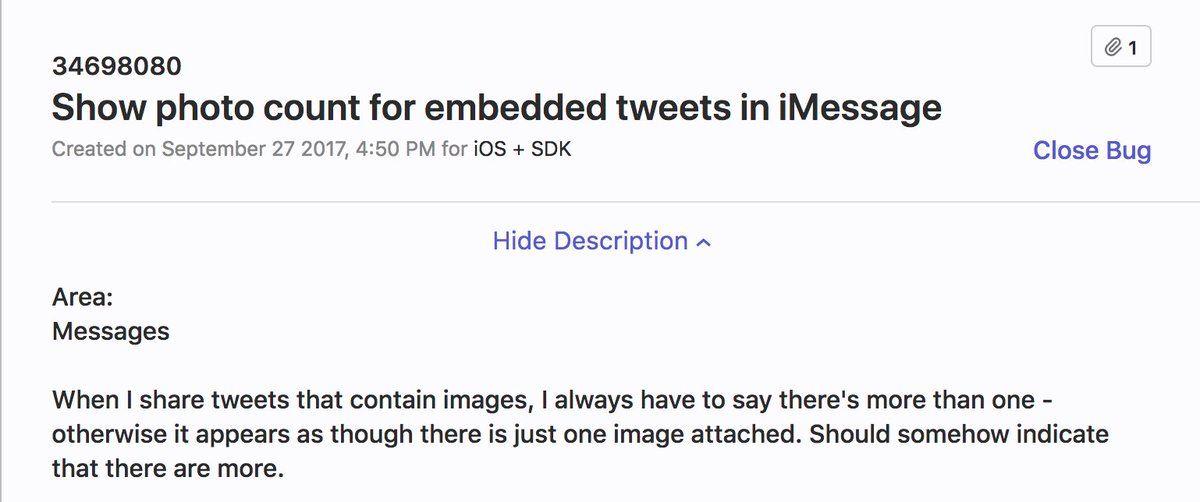 1
34698080
Show photo count for embedded tweets in iMessage
Created on September 27 2017, 4:50 PM for iOS + SDK
Close Bug
Hide Description
Area:
Messages
When I share tweets that contain images, I always have to say there's more than one -
otherwise it appears as though there is just one image attached. Should somehow indicate
that there are more.